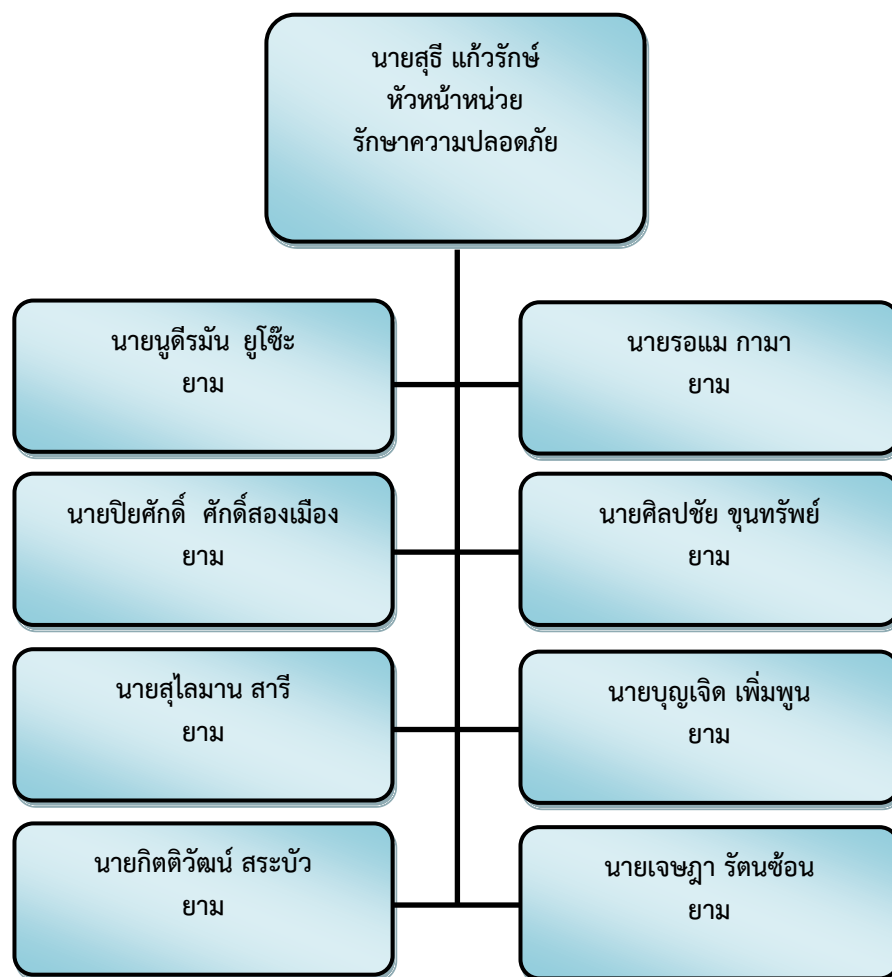 นายสุธี แก้วรักษ์
หัวหน้าหน่วย
รักษาความปลอดภัย
นายนูดีรมัน ยูโซ๊ะ
ยาม
นายรอแม กามา
ยาม
นายปิยศักดิ์ ศักดิ์สองเมือง
ยาม
นายศิลปชัย ขุนทรัพย์
ยาม
นายสุไลมาน สารี
ยาม
นายบุญเจิด เพิ่มพูน
ยาม
นายกิตติวัฒน์ สระบัว
ยาม
นายเจษฎา รัตนซ้อน
ยาม